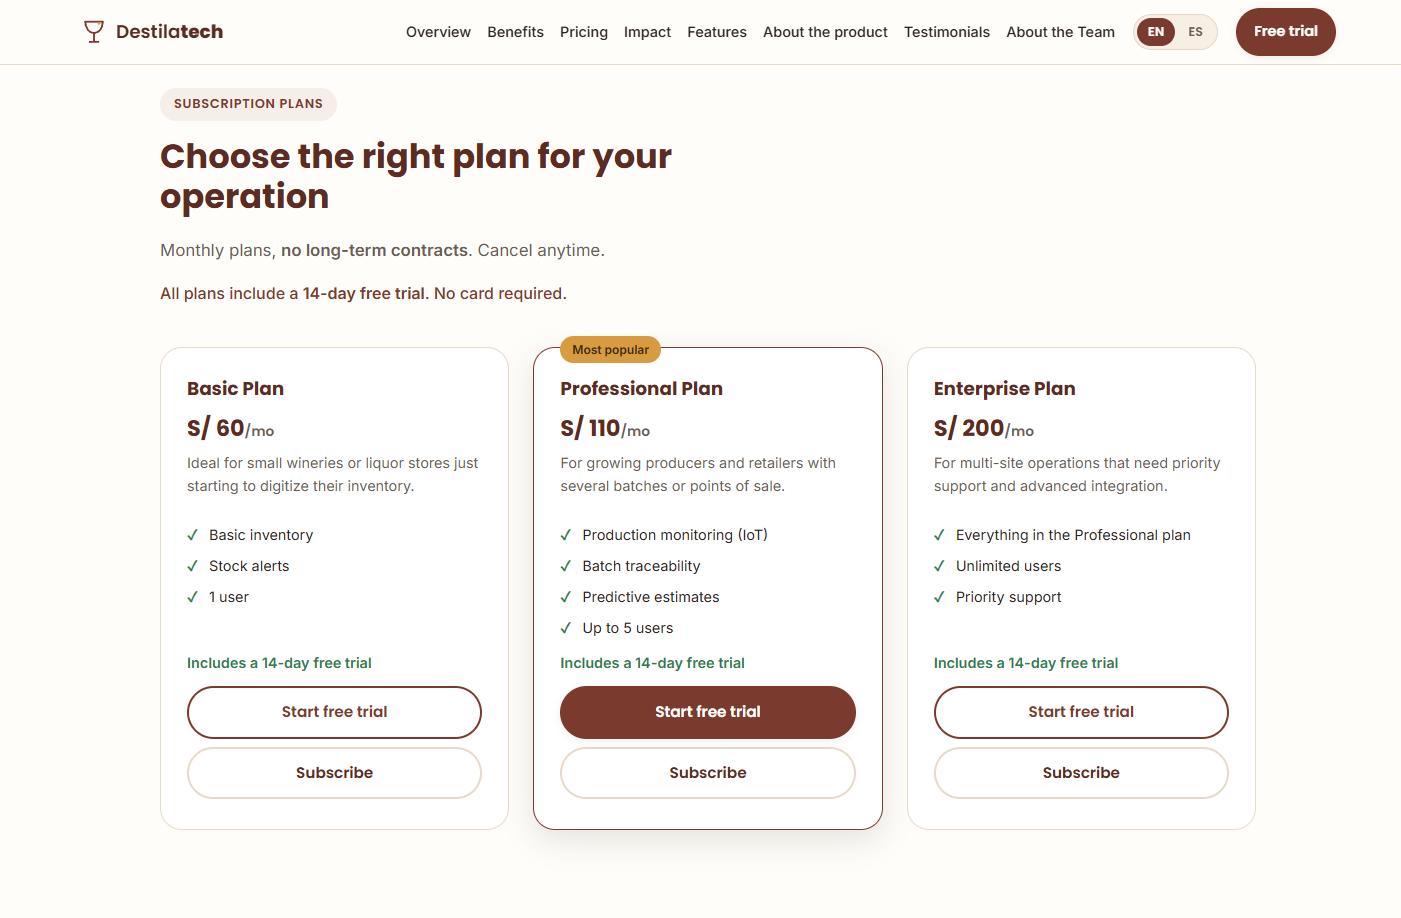 Destilatech
Overview Benefits Pricing Impact Features About the product Testimonials About the Team EN ES Free trial
SUBSCRIPTION PLANS
Choose the right plan for your
operation
Monthly plans, no long-term contracts. Cancel anytime.
All plans include a 14-day free trial. No card required.
Basic Plan
S/ 60/mo
Ideal for small wineries or liquor stores just
starting to digitize their inventory.
✓ Basic inventory
✓ Stock alerts
✓ 1 user
Includes a 14-day free trial
Start free trial
Subscribe
Most popular
Professional Plan
S/ 110/mo
For growing producers and retailers with
several batches or points of sale.
✓ Production monitoring (IoT)
✓ Batch traceability
✓ Predictive estimates
✓ Up to 5 users
Includes a 14-day free trial
Start free trial
Subscribe
Enterprise Plan
S/ 200/mo
For multi-site operations that need priority
support and advanced integration.
✓ Everything in the Professional plan
✓ Unlimited users
✓ Priority support
Includes a 14-day free trial
Start free trial
Subscribe